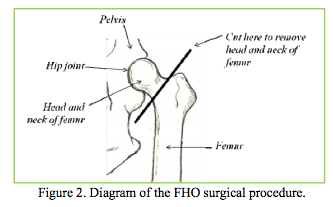 Pelvis
Cut here to remove
head and neck of
femur
Hip joint
Head and
neck of femur
Femur
Figure 2. Diagram of the FHO surgical procedure.